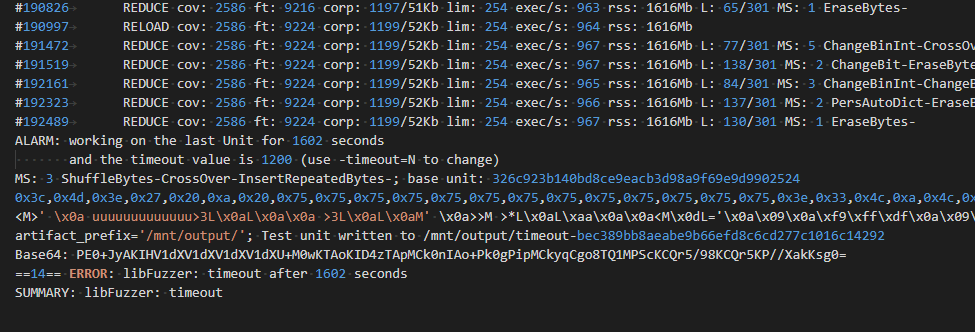 #190826 REDUCE cov: 2586 ft: 9216 corp: 1197/51Kb lim: 254 exec/s: 963 rss: 1616Mb L: 65/301 MS: 1 EraseBytes-
#190997 RELOAD cov: 2586 ft: 9224 corp: 1199/52Kb lim: 254 exec/s: 964 rss: 1616Mb
#191472 REDUCE cov: 2586 ft: 9224 corp: 1199/52Kb lim: 254 exec/s: 967 rss: 1616Mb L: 77/301 MS: 5 ChangeBinInt-CrossOv
#191519 REDUCE cov: 2586 ft: 9224 corp: 1199/52Kb lim: 254 exec/s: 967 rss: 1616Mb L: 138/301 MS: 2 ChangeBit-EraseByte
#192161 REDUCE cov: 2586 ft: 9224 corp: 1199/52Kb lim: 254 exec/s: 965 rss: 1616Mb L: 84/301 MS: 3 ChangeBinInt-ChangeB
#192323 REDUCE cov: 2586 ft: 9224 corp: 1199/52Kb lim: 254 exec/s: 966 rss: 1616Mb L: 137/301 MS: 2 PersAutoDict-EraseB
#192489 REDUCE cov: 2586 ft: 9224 corp: 1199/52Kb lim: 254 exec/s: 967 rss: 1616Mb L: 130/301 MS: 1 EraseBytes-
ALARM: working on the last Unit for 1602 seconds
and the timeout value is 1200 (use -timeout=N to change)
MS: 3 ShuffleBytes-CrossOver-InsertRepeatedBytes-; base unit: 326c923b140bd8ce9eacb3d98a9f69e9d9902524
0x3c,0x4d,0x3e,0x27,0x20,0xa,0x20,0x75,0x75,0x75,0x75,0x75,0x75,0x75,0x75,0x75,0x75,0x75,0x75,0x75,0x3e,0x33,0x4c,0xa,0x4c,0x
<M>' \x0a uuuuuuuuuuuuu>3L\x0aL\x0a\x0a >3L\x0aL\x0aM' \x0a>>M >*L\x0aL\xaa\x0a\x0a<M\x0dL='\x0a\x09\x0a\xf9\xff\xdf\x0a\x09\
artifact_prefix='/mnt/output/'; Test unit written to /mnt/output/timeout-bec389bb8aeabe9b66efd8c6cd277c1016c14292
Base64: PE0+JyAKIHV1dXV1dXV1dXV1dXU+M0wKTAoKID4zTApMCk0nIAo+Pk0gPipMCkyqCgo8TQ1MPScKCQr5/98KCQr5KP//XakKsg0=
==14== ERROR: libFuzzer: timeout after 1602 seconds
SUMMARY: libFuzzer: timeout